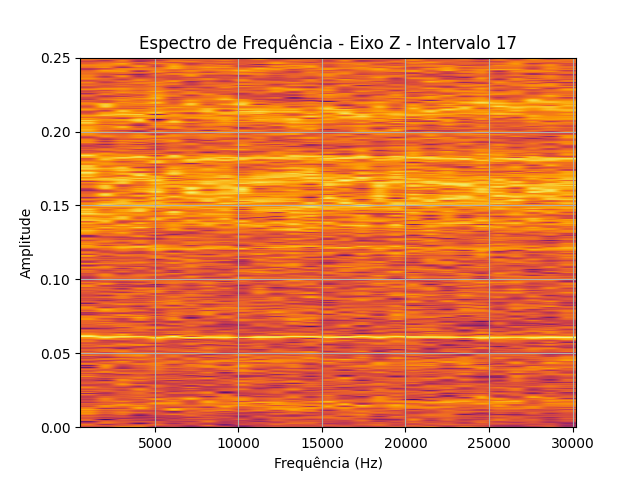 Espectro de Frequência - Eixo Z - Intervalo 17
0.25
0.20
0.15
0.10
0.05
0.00
Amplitude
5000 10000 15000 20000 25000 30000
Frequência (Hz)